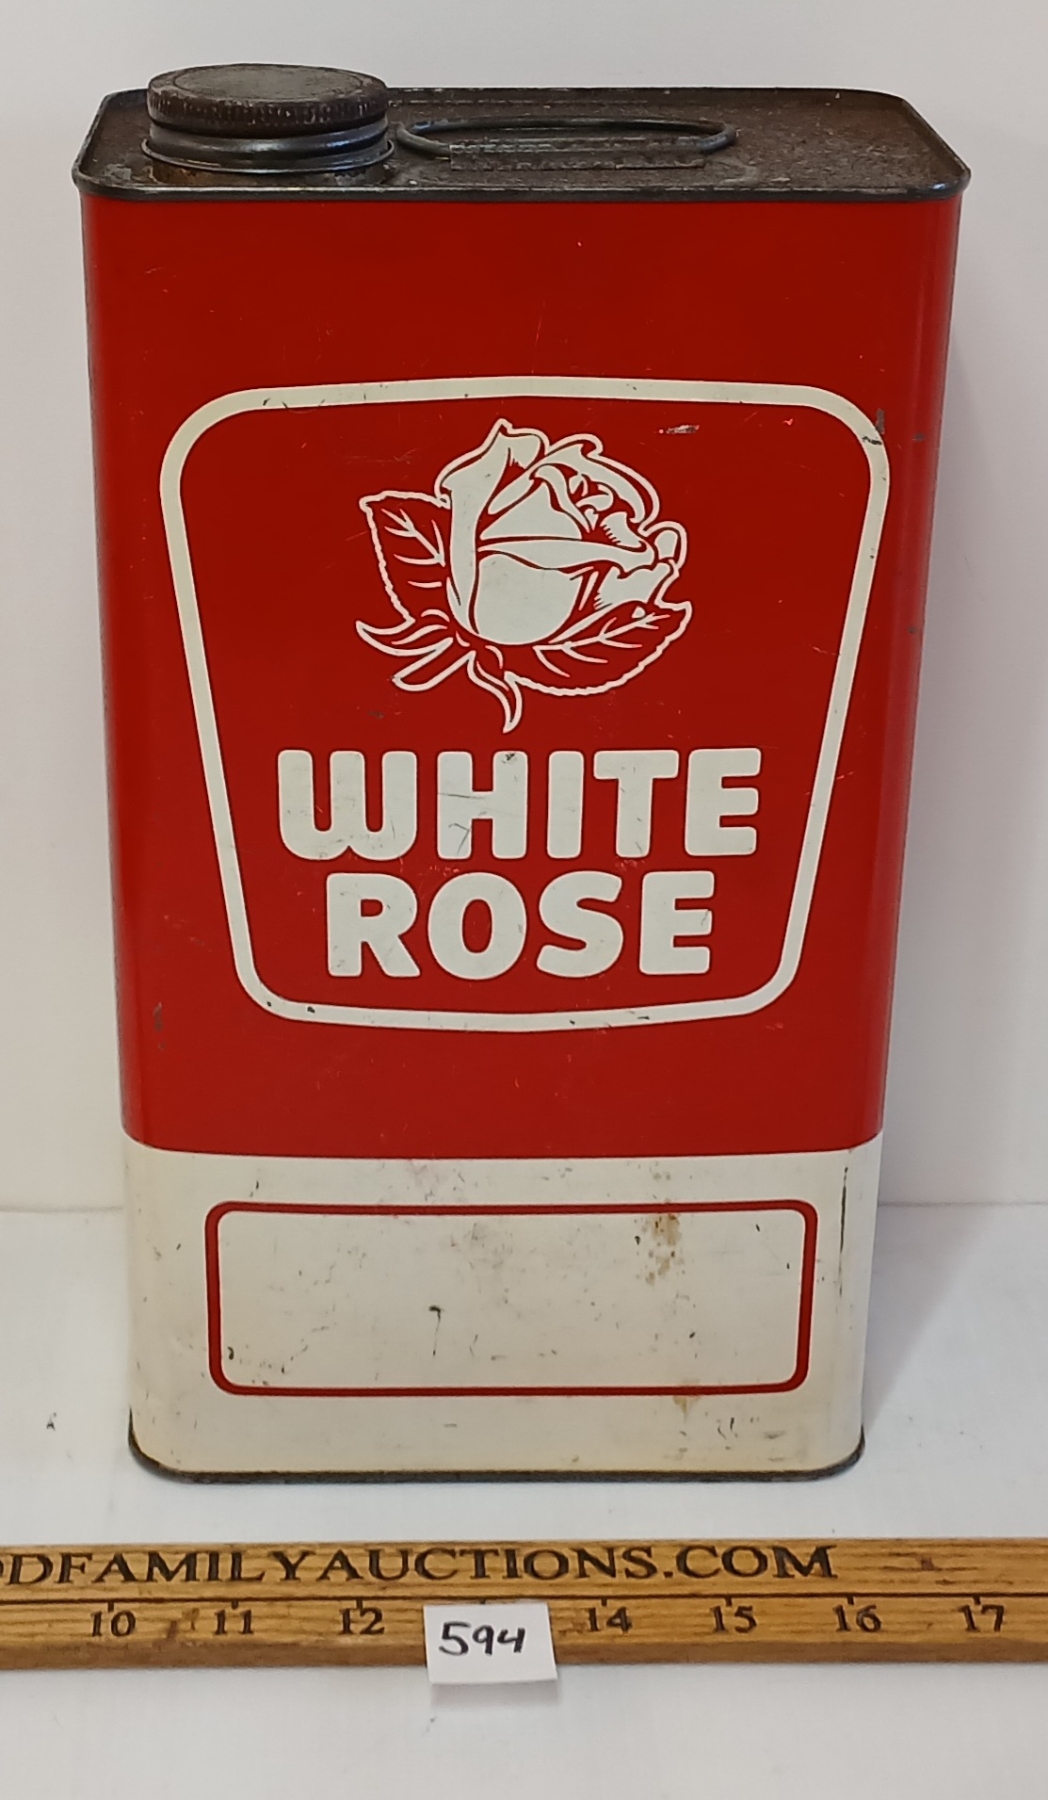 WHITE
ROSE
DFAMILYAUCTIONS.COM
10 11 12 14 15 16 17
594